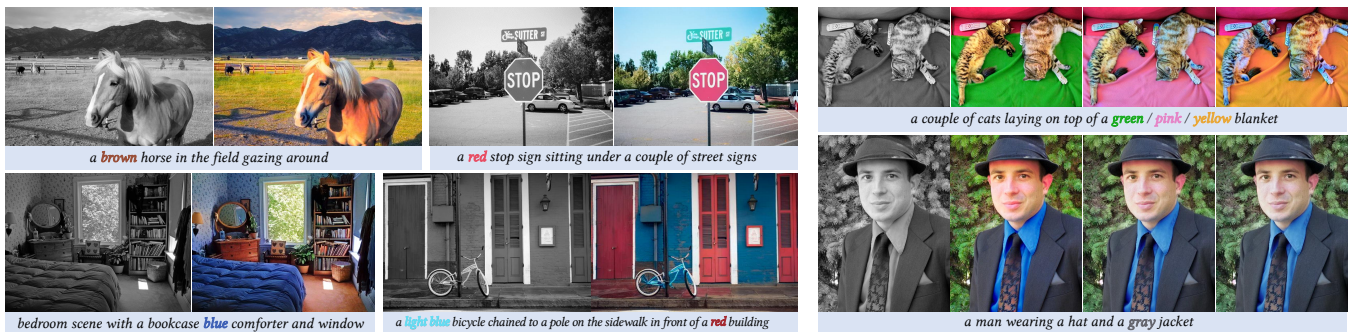 SUTTER ST
STOP
SUTTER ST
STOP
a brown horse in the field gazing around
a red stop sign sitting under a couple of street signs
bedroom scene with a bookcase blue comforter and window
a light blue bicycle chained to a pole on the sidewalk in front of a red building
a couple of cats laying on top of a green / pink / yellow blanket
a man wearing a hat and a gray jacket